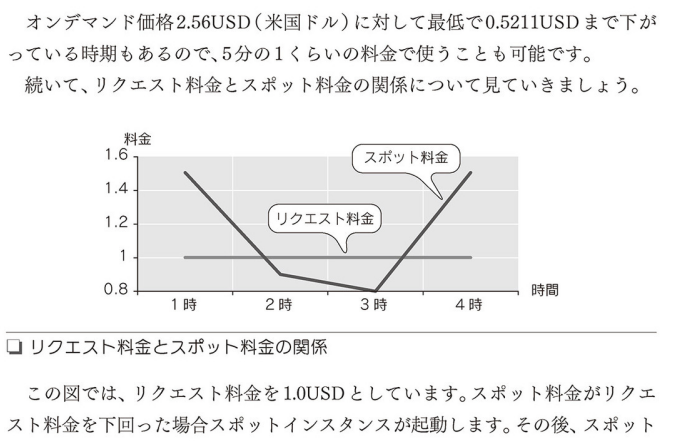 オンデマンド価格2.56USD（米国ドル）に対して最低で0.5211USDまで下が
っている時期もあるので、5分の1くらいの料金で使うことも可能です。
続いて、リクエスト料金とスポット料金の関係について見ていきましょう。
料金
1.6
スポット料金
1.4
リクエスト料金
1.2
1
0.8
時間
1時 2時 3時 4時
❏ リクエスト料金とスポット料金の関係
この図では、リクエスト料金を1.0USDとしています。スポット料金がリクエ
スト料金を下回った場合スポットインスタンスが起動します。その後、スポット